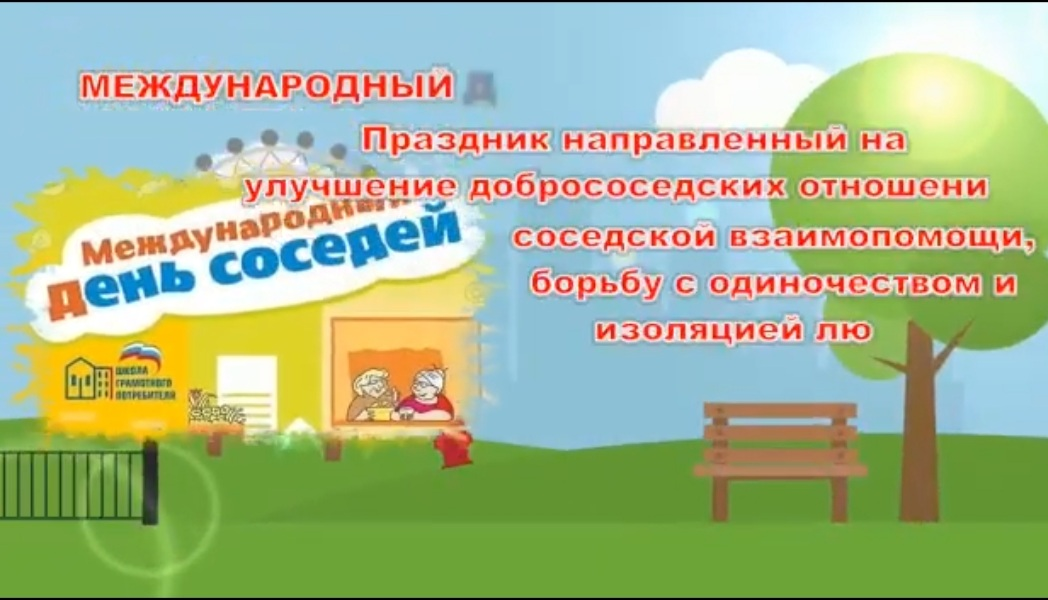 МЕЖДУНАРОДНЫЙ Д
Праздник направленный на
улучшение добрососедских отношени
соседской взаимопомощи,
борьбу с одиночеством и
изоляцией лю
Международный
день соседей
ШКОЛА
ГРАМОТНОГО
ПОТРЕБИТЕЛЯ